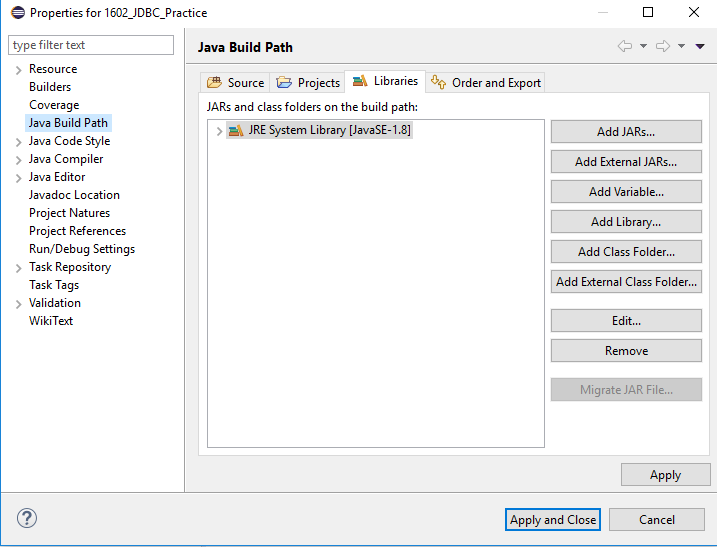 Properties for 1602_JDBC_Practice
type filter text
Resource
Builders
Coverage
Java Build Path
Java Code Style
Java Compiler
Java Editor
Javadoc Location
Project Natures
Project References
Run/Debug Settings
Task Repository
Task Tags
Validation
WikiText
Java Build Path
Source Projects Libraries Order and Export
JARs and class folders on the build path:
JRE System Library [JavaSE-1.8]
Add JARs...
Add External JARs...
Add Variable...
Add Library...
Add Class Folder...
Add External Class Folder...
Edit...
Remove
Migrate JAR File...
Apply
?
Apply and Close Cancel